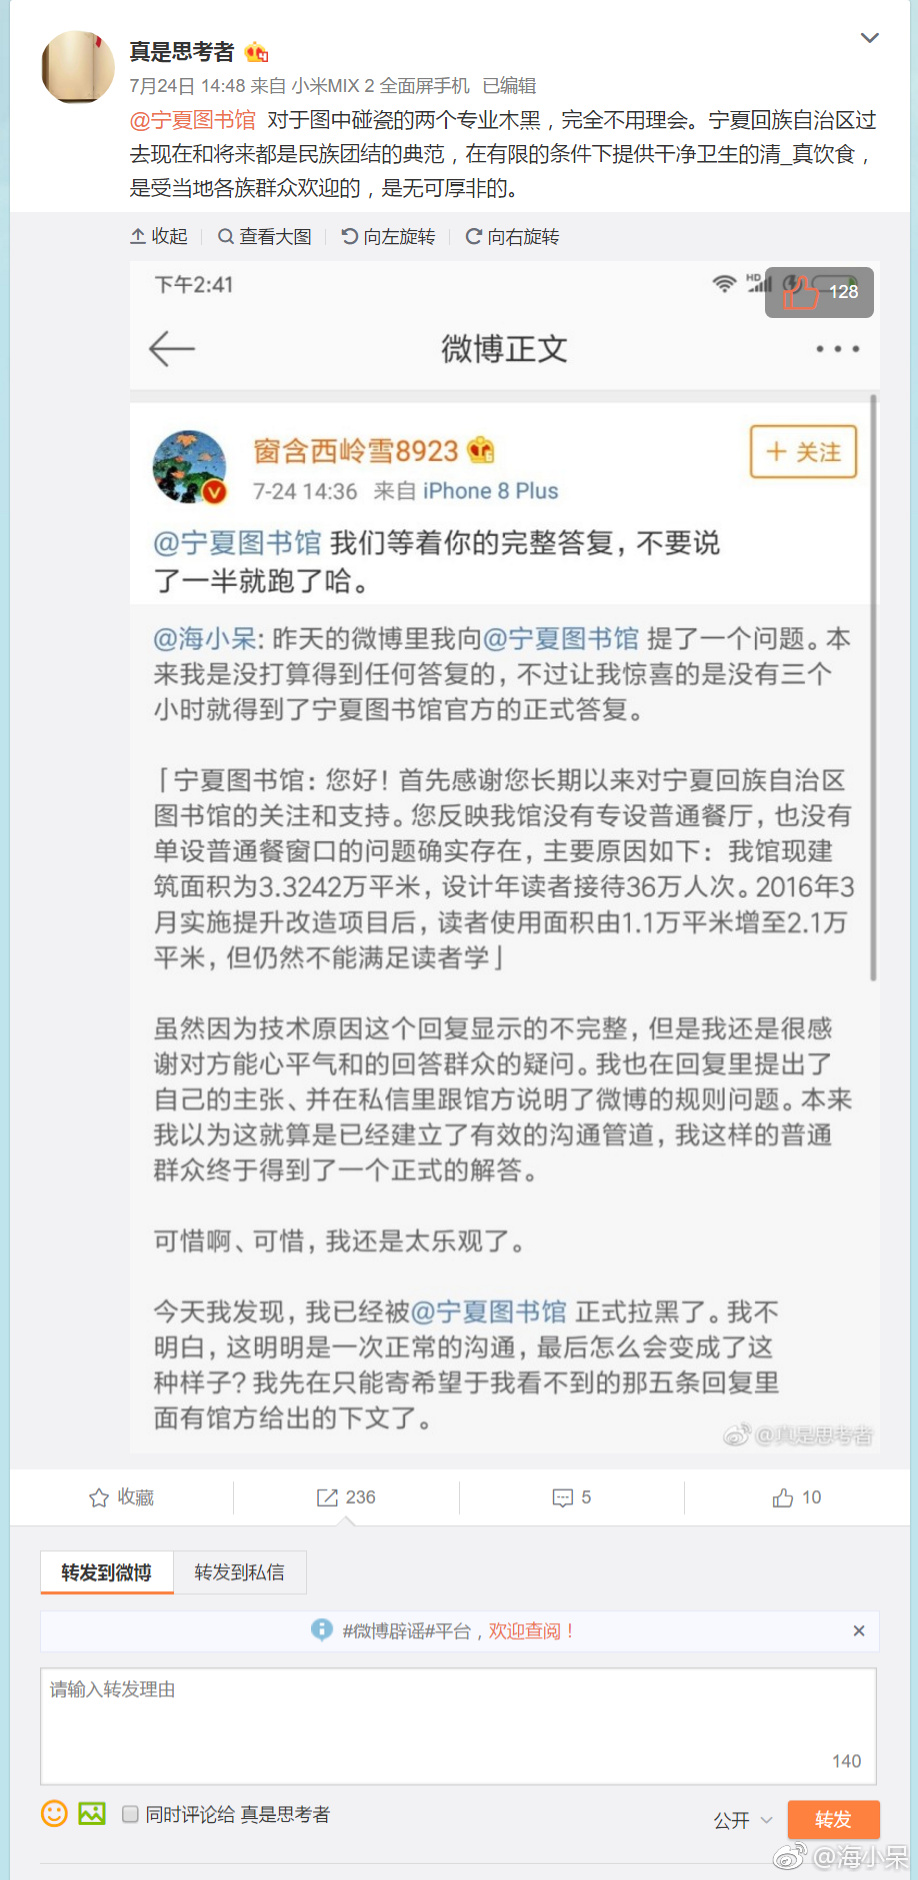 真是思考者
7月24日 14:48 来自 小米MIX 2 全面屏手机 已编辑
@宁夏图书馆 对于图中碰瓷的两个专业木黑，完全不用理会。宁夏回族自治区过
去现在和将来都是民族团结的典范，在有限的条件下提供干净卫生的清_真饮食，
是受当地各族群众欢迎的，是无可厚非的。
收起 查看大图 向左旋转 向右旋转
下午2:41 HD 128
微博正文
窗含西岭雪8923
+ 关注
7-24 14:36 来自 iPhone 8 Plus
@宁夏图书馆 我们等着你的完整答复，不要说
了一半就跑了哈。
@海小呆: 昨天的微博里我向@宁夏图书馆 提了一个问题。本
来我是没打算得到任何答复的，不过让我惊喜的是没有三个
小时就得到了宁夏图书馆官方的正式答复。
「宁夏图书馆：您好！首先感谢您长期以来对宁夏回族自治区
图书馆的关注和支持。您反映我馆没有专设普通餐厅，也没有
单设普通餐窗口的问题确实存在，主要原因如下：我馆现建
筑面积为3.3242万平米，设计年读者接待36万人次。2016年3
月实施提升改造项目后，读者使用面积由1.1万平米增至2.1万
平米，但仍然不能满足读者学」
虽然因为技术原因这个回复显示的不完整，但是我还是很感
谢对方能心平气和的回答群众的疑问。我也在回复里提出了
自己的主张、并在私信里跟馆方说明了微博的规则问题。本来
我以为这就算是已经建立了有效的沟通管道，我这样的普通
群众终于得到了一个正式的解答。
可惜啊、可惜，我还是太乐观了。
今天我发现，我已经被@宁夏图书馆 正式拉黑了。我不
明白，这明明是一次正常的沟通，最后怎么会变成了这
种样子？我先在只能寄希望于我看不到的那五条回复里
面有馆方给出的下文了。
@真是思考者
收藏 236 5 10
转发到微博 转发到私信
#微博辟谣#平台，欢迎查阅！ ×
请输入转发理由
140
同时评论给 真是思考者
公开 转发
@海小呆